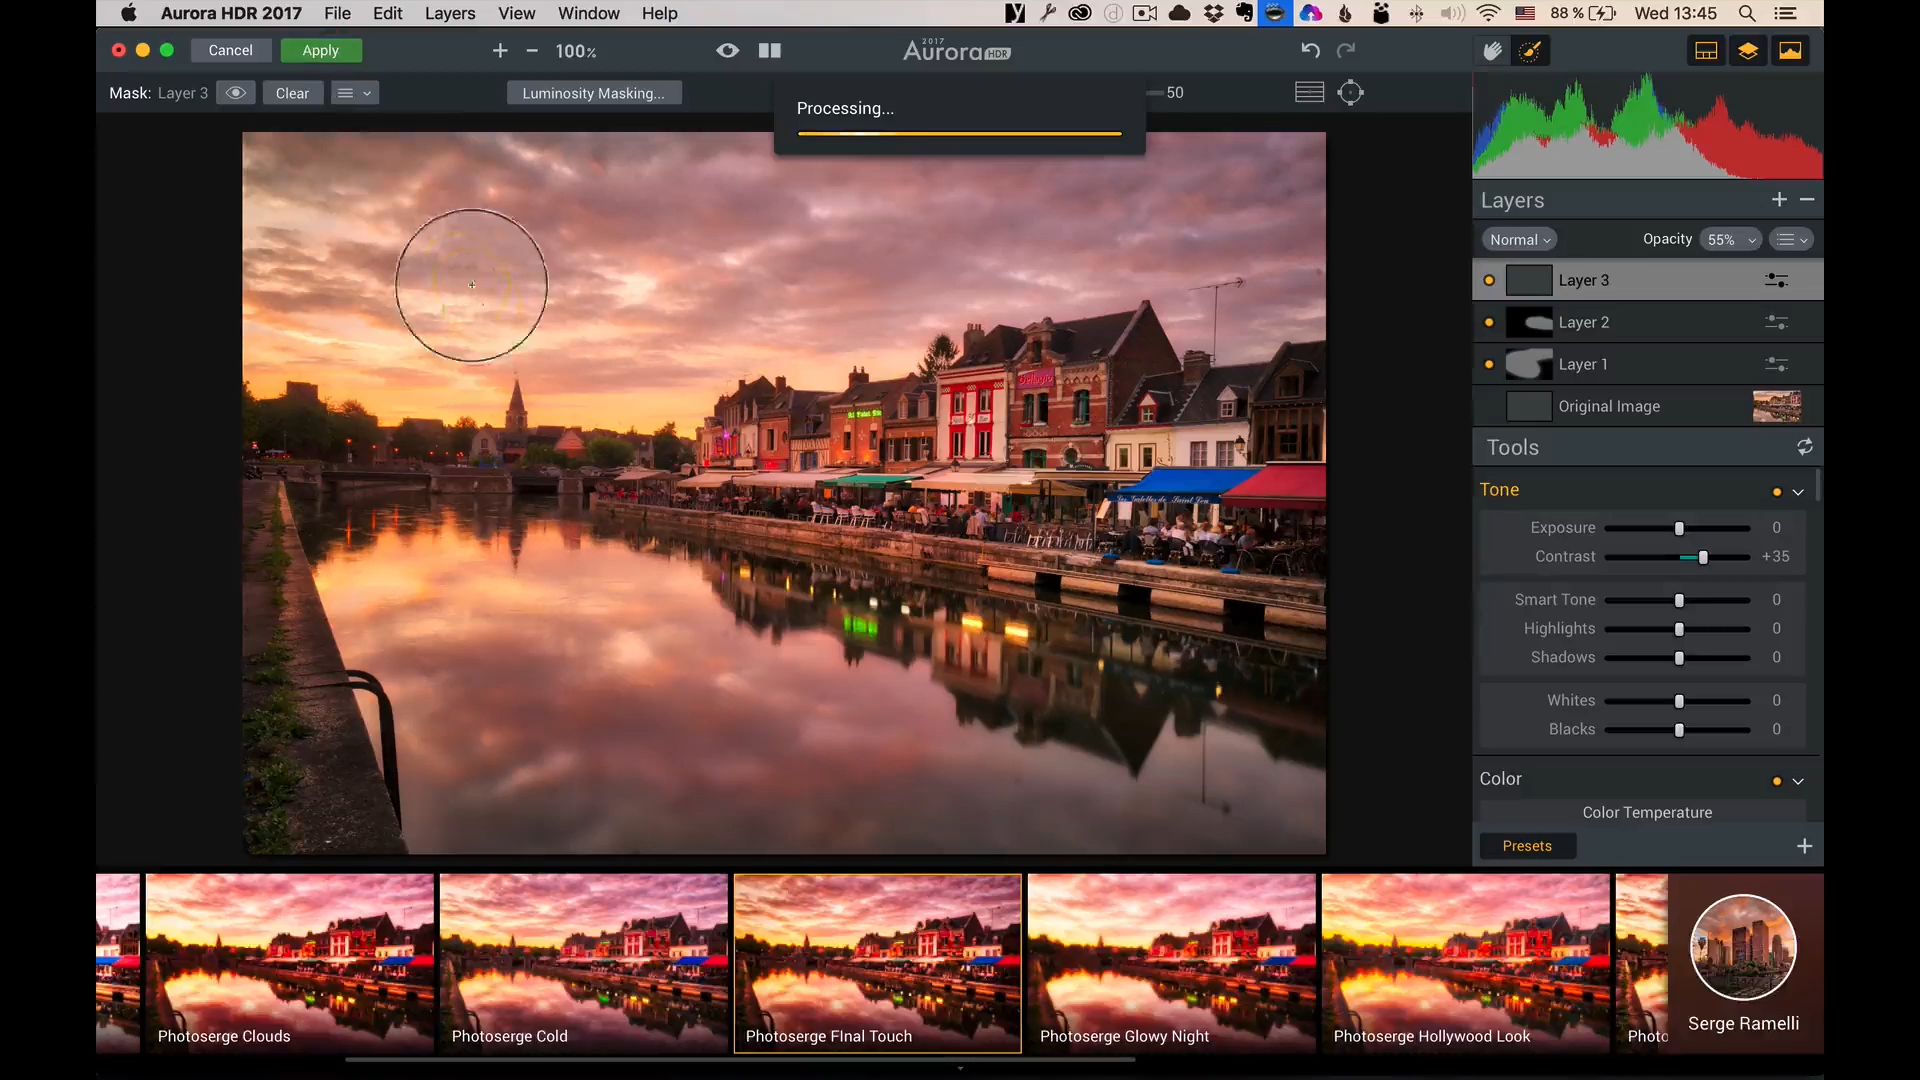 Aurora HDR 2017 File Edit Layers View Window Help
88 % Wed 13:45
Cancel Apply
100%
2017
Aurora HDR
Mask: Layer 3
Clear
Luminosity Masking...
Processing...
50
Layers
Normal
Opacity 55%
Layer 3
Layer 2
Layer 1
Original Image
Tools
Tone
Exposure 0
Contrast +35
Smart Tone 0
Highlights 0
Shadows 0
Whites 0
Blacks 0
Color
Color Temperature
Presets
Photoserge Clouds
Photoserge Cold
Photoserge FInal Touch
Photoserge Glowy Night
Photoserge Hollywood Look
Photo
Serge Ramelli